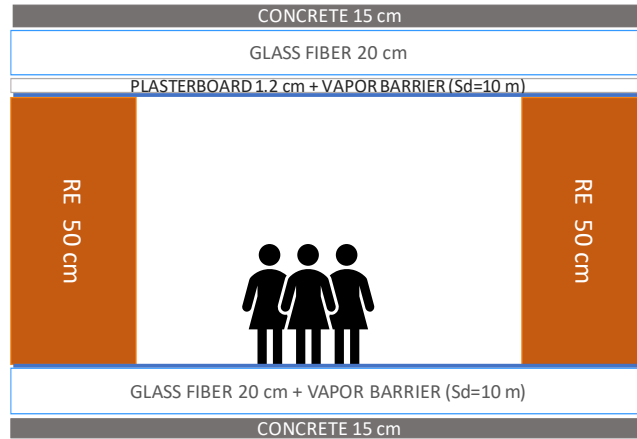 CONCRETE 15 cm
GLASS FIBER 20 cm
PLASTERBOARD 1.2 cm + VAPOR BARRIER (Sd=10 m)
RE 50 cm
RE 50 cm
GLASS FIBER 20 cm + VAPOR BARRIER (Sd=10 m)
CONCRETE 15 cm